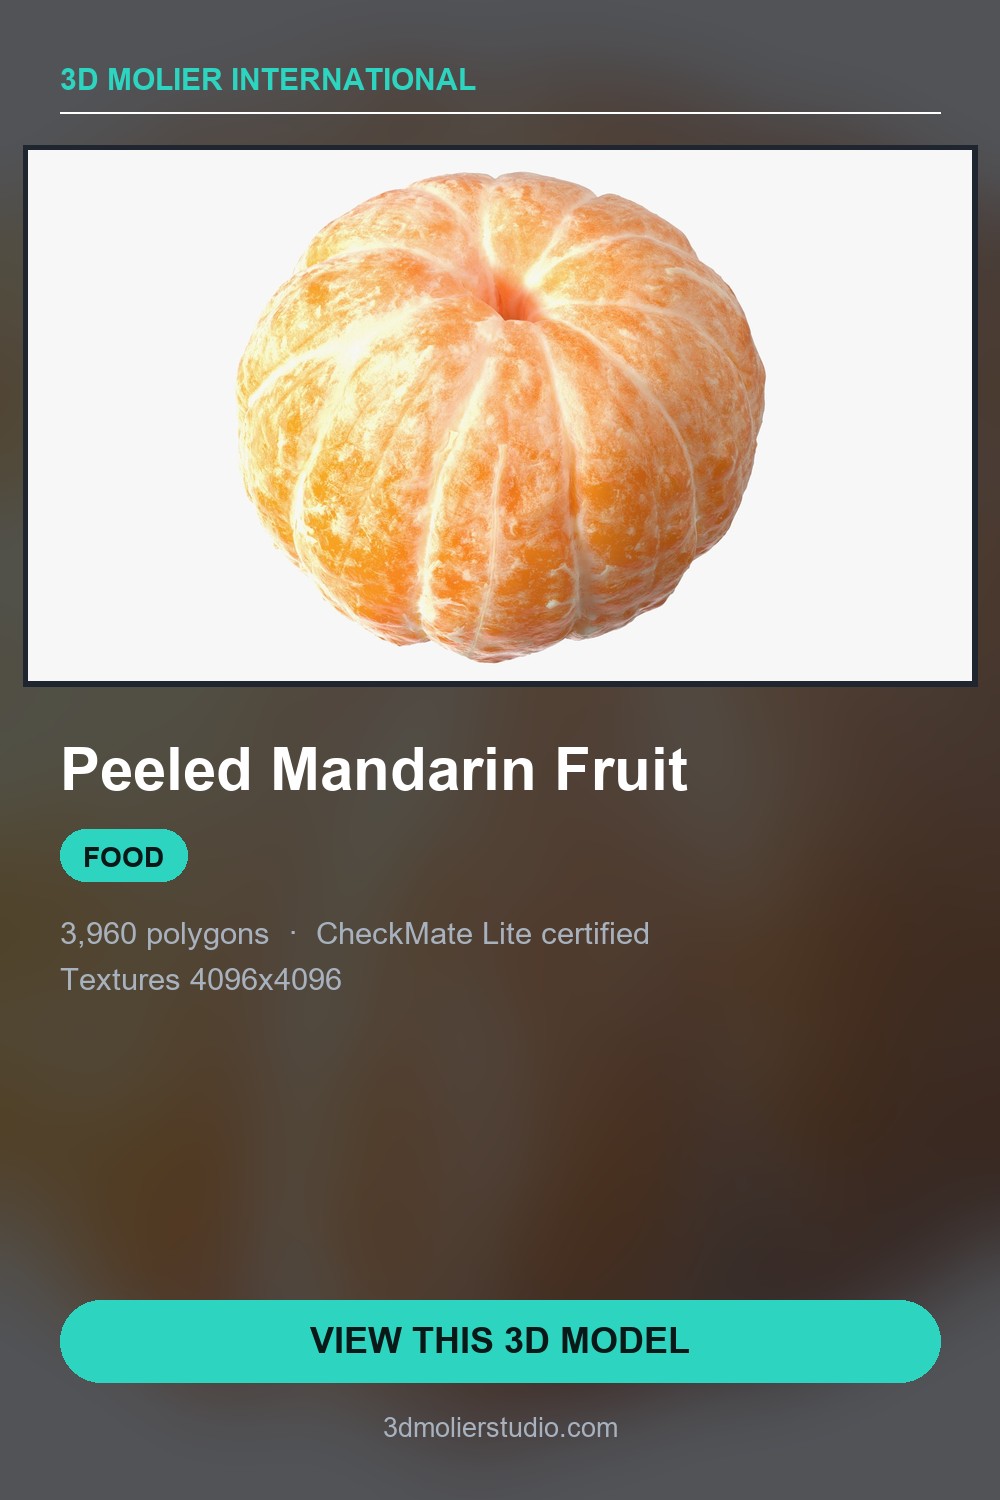 3D MOLIER INTERNATIONAL
Peeled Mandarin Fruit
FOOD
3,960 polygons · CheckMate Lite certified
Textures 4096x4096
VIEW THIS 3D MODEL
3dmolierstudio.com